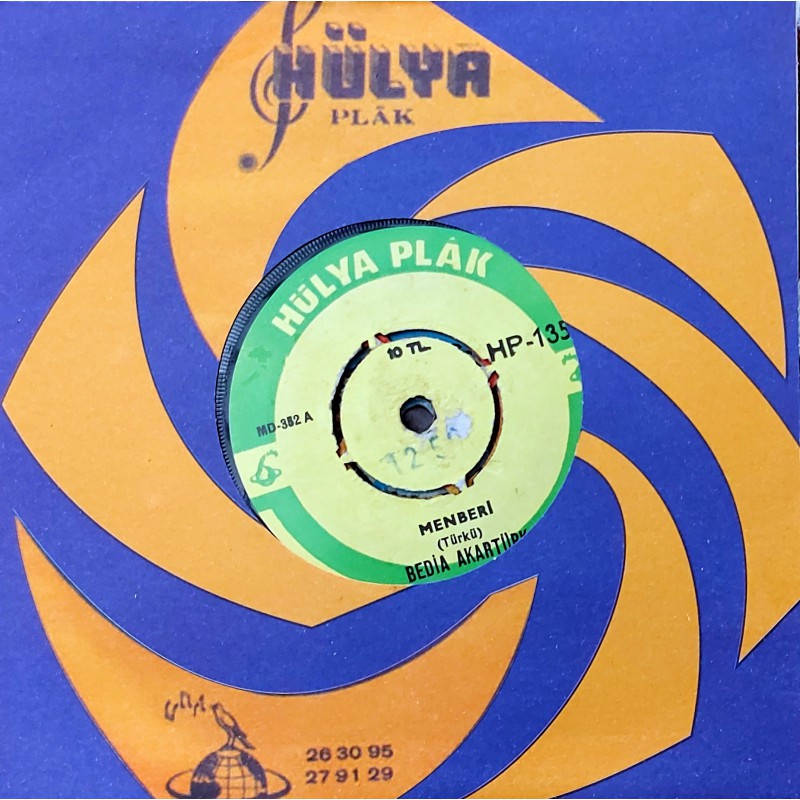 HÜLYA
PLÂK
HÜLYA PLÂK
10 TL
HP-135
MD-352 A
MENBERİ
(Türkü)
BEDİA AKARTÜRK
26 30 95
27 91 29